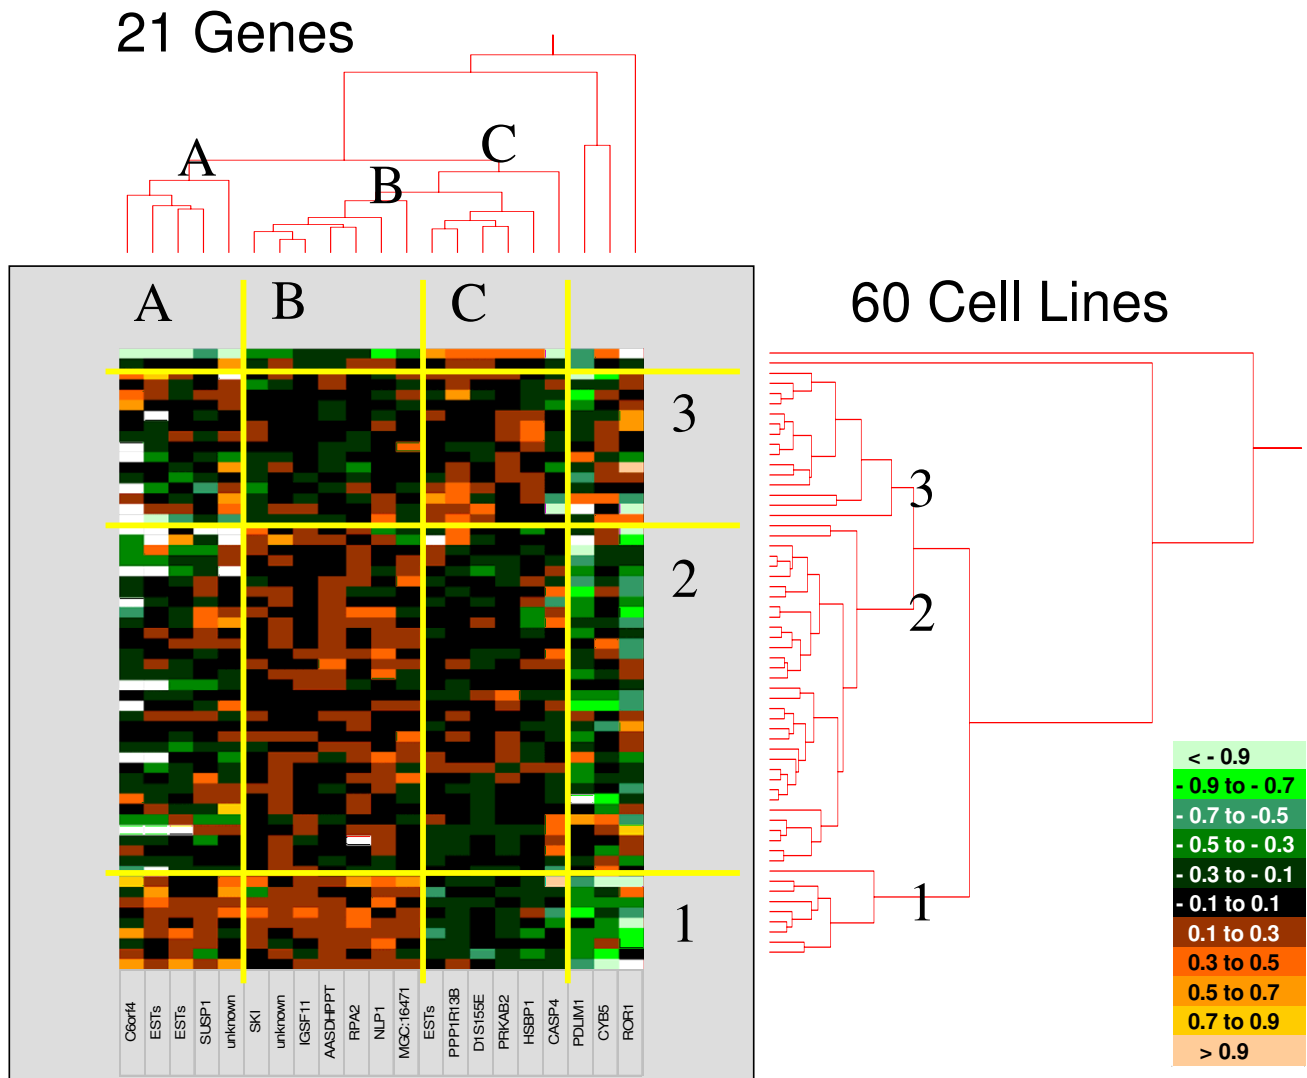 21 Genes
A
B
C
A
B
C
60 Cell Lines
3
2
1
3
2
1
< - 0.9
- 0.9 to - 0.7
- 0.7 to -0.5
- 0.5 to - 0.3
- 0.3 to - 0.1
- 0.1 to 0.1
0.1 to 0.3
0.3 to 0.5
0.5 to 0.7
0.7 to 0.9
> 0.9
C6orf4
ESTs
ESTs
SUSP1
unknown
SKI
unknown
IGSF11
AASDHPPT
RPA2
NLP1
MGC:16471
ESTs
PPP1R13B
D1S155E
PRKAB2
HSBP1
CASP4
PDLIM1
CYB5
ROR1